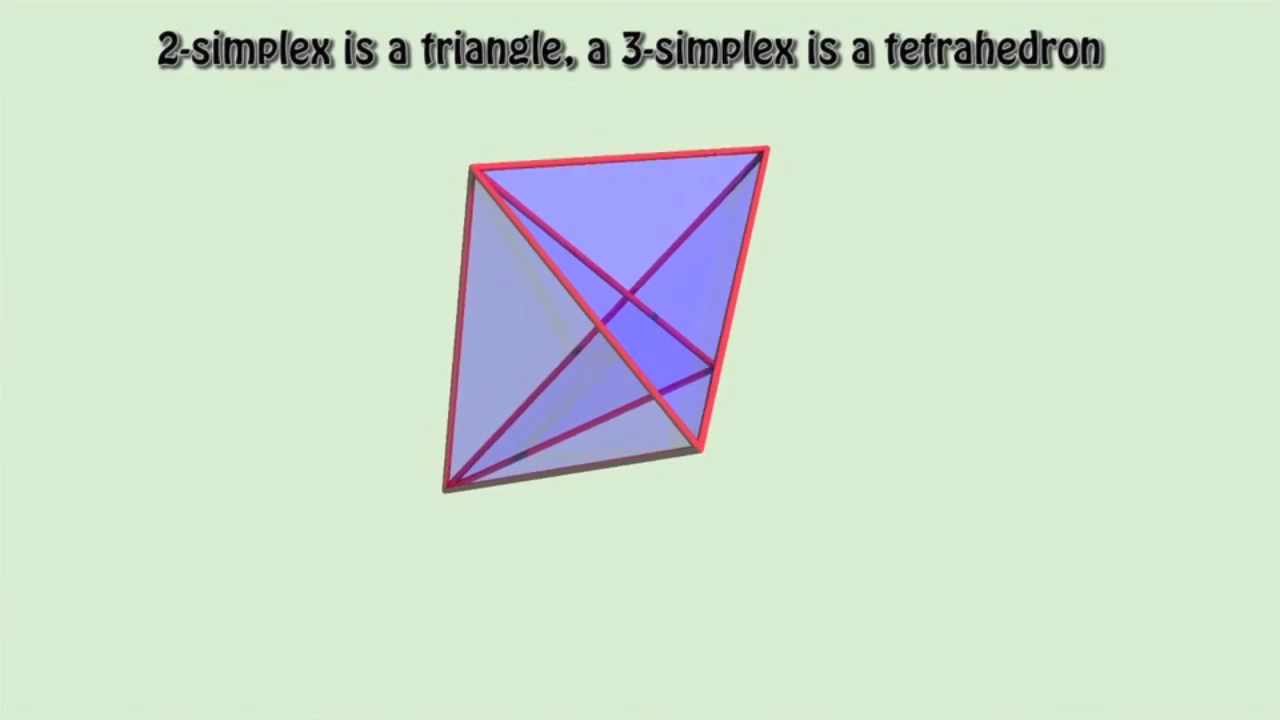 2-simplex is a triangle, a 3-simplex is a tetrahedron